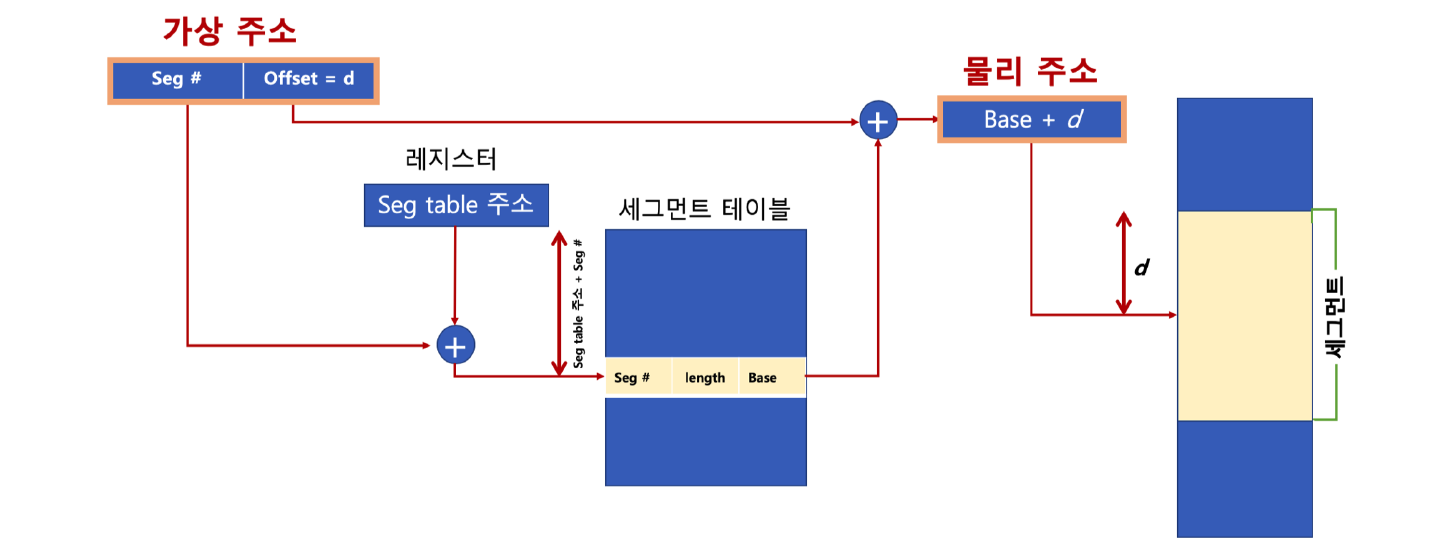 가상 주소
Seg #
Offset = d
물리 주소
Base + d
레지스터
Seg table 주소
세그먼트 테이블
Seg table 주소 + Seg #
d
세그먼트
Seg #
length
Base